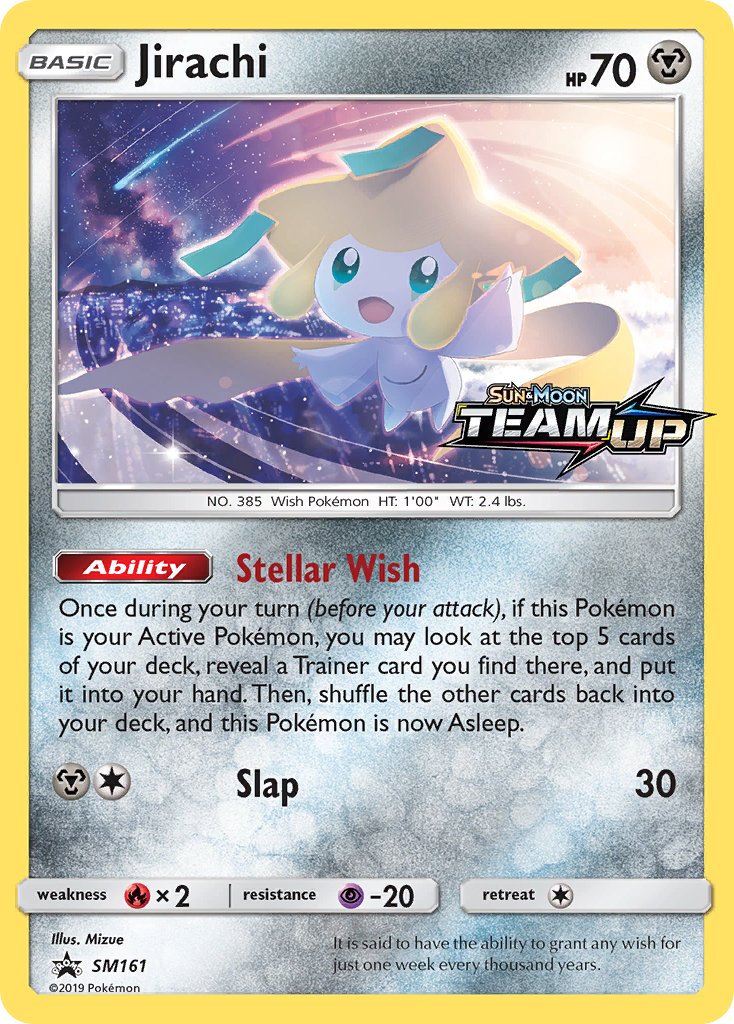 BASIC Jirachi HP70
SUN & MOON
TEAM UP
NO. 385 Wish Pokémon HT: 1'00" WT: 2.4 lbs.
Ability Stellar Wish
Once during your turn (before your attack), if this Pokémon
is your Active Pokémon, you may look at the top 5 cards
of your deck, reveal a Trainer card you find there, and put
it into your hand. Then, shuffle the other cards back into
your deck, and this Pokémon is now Asleep.
Slap 30
weakness ×2 resistance -20 retreat
Illus. Mizue
SM161
©2019 Pokémon
It is said to have the ability to grant any wish for
just one week every thousand years.